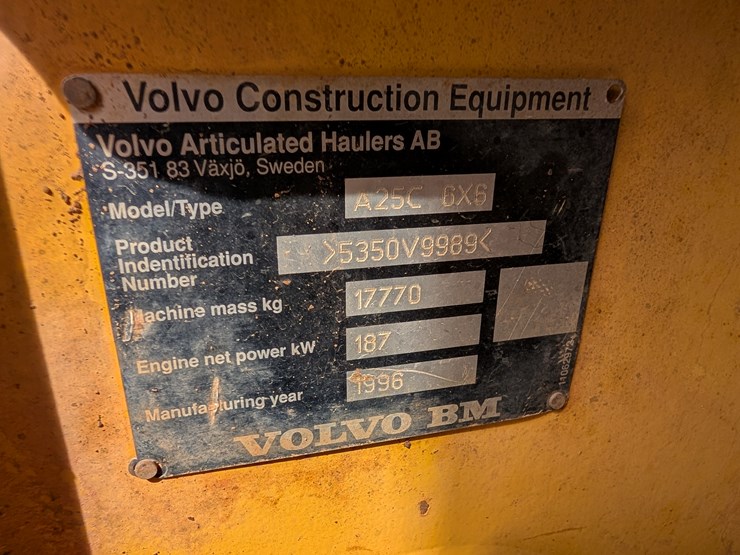 Volvo Construction Equipment
Volvo Articulated Haulers AB
S-351 83 Växjö, Sweden
Model/Type A25C 6X6
Product
Indentification
Number >5350V9989<
Machine mass kg 17770
Engine net power kW 187
Manufacturing year 1996
VOLVO BM